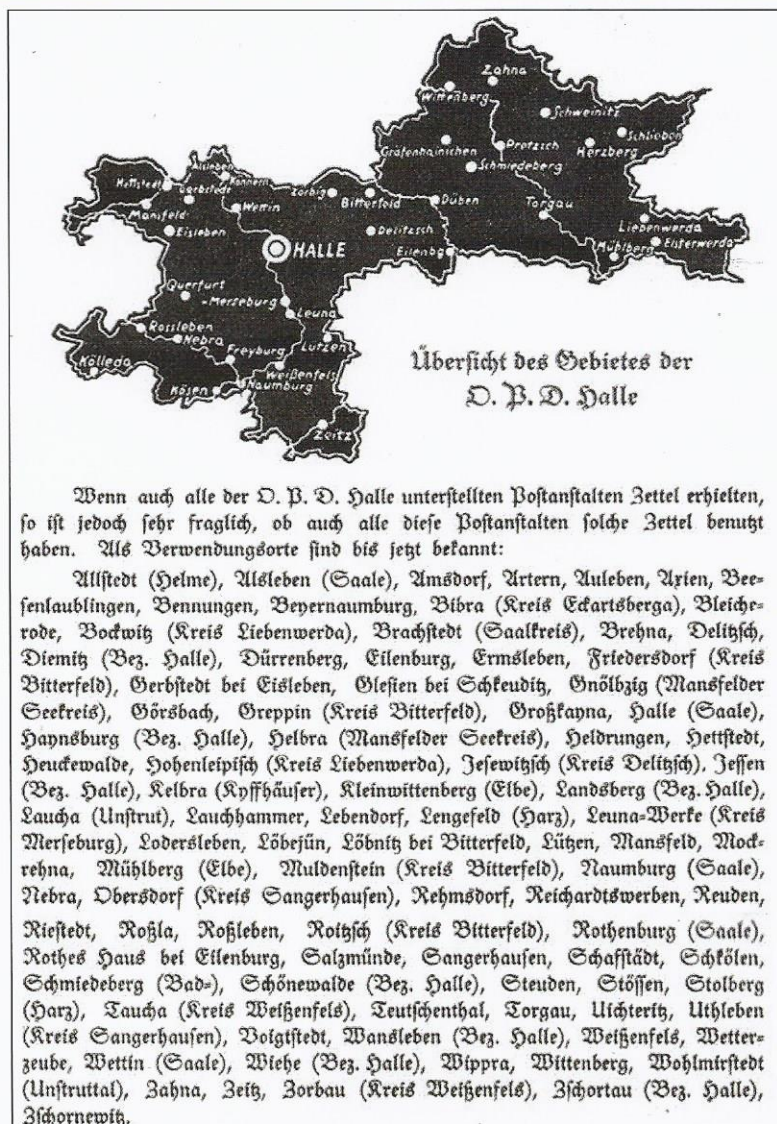 Zahna
Wittenberg
Schweinitz
Schlieben
Gräfenhainichen
Pretzsch
Herzberg
Schmiedeberg
Alsleben
Hettstedt
Könnern
Gerbstedt
Zörbig
Bitterfeld
Düben
Mansfeld
Wettin
Torgau
Eisleben
Delitzsch
Liebenwerda
HALLE
Eilenbg
Mühlberg
Elsterwerda
Querfurt
-Merseburg
Leuna
Rossleben
Nebra
Lützen
Freyburg
Kölleda
Weißenfels
Kösen
Naumburg
Zeitz
Übersicht des Gebietes der
O. P. D. Halle
Wenn auch alle der O. P. D. Halle unterstellten Postanstalten Zettel erhielten,
so ist jedoch sehr fraglich, ob auch alle diese Postanstalten solche Zettel benutzt
haben. Als Verwendungsorte sind bis jetzt bekannt:
Allstedt (Helme), Alsleben (Saale), Amsdorf, Artern, Auleben, Axien, Bee-
senlaublingen, Bennungen, Beyernaumburg, Bibra (Kreis Eckartsberga), Bleiche-
rode, Bockwitz (Kreis Liebenwerda), Brachstedt (Saalkreis), Brehna, Delitzsch,
Diemitz (Bez. Halle), Dürrenberg, Eilenburg, Ermsleben, Friedersdorf (Kreis
Bitterfeld), Gerbstedt bei Eisleben, Glesien bei Schkeuditz, Gnölbzig (Mansfelder
Seekreis), Görsbach, Greppin (Kreis Bitterfeld), Großkayna, Halle (Saale),
Haynsburg (Bez. Halle), Helbra (Mansfelder Seekreis), Heldrungen, Hettstedt,
Heuckewalde, Hohenleipisch (Kreis Liebenwerda), Jesewitzsch (Kreis Delitzsch), Jessen
(Bez. Halle), Kelbra (Kyffhäuser), Kleinwittenberg (Elbe), Landsberg (Bez. Halle),
Laucha (Unstrut), Lauchhammer, Lebendorf, Lengefeld (Harz), Leuna-Werke (Kreis
Merseburg), Lodersleben, Löbejün, Löbnitz bei Bitterfeld, Lützen, Mansfeld, Mock-
rehna, Mühlberg (Elbe), Muldenstein (Kreis Bitterfeld), Naumburg (Saale),
Nebra, Obersdorf (Kreis Sangerhausen), Rehmsdorf, Reichardtswerben, Reuden,
Riestedt, Roßla, Roßleben, Roitzsch (Kreis Bitterfeld), Rothenburg (Saale),
Rothes Haus bei Eilenburg, Salzmünde, Sangerhausen, Schafstädt, Schkölen,
Schmiedeberg (Bad-), Schönewalde (Bez. Halle), Steuden, Stössen, Stolberg
(Harz), Taucha (Kreis Weißenfels), Teutschenthal, Torgau, Uichteritz, Uthleben
(Kreis Sangerhausen), Voigtstedt, Wansleben (Bez. Halle), Weißenfels, Wetter-
zeube, Wettin (Saale), Wiehe (Bez. Halle), Wippra, Wittenberg, Wohlmirstedt
(Unstruttal), Zahna, Zeitz, Zorbau (Kreis Weißenfels), Zschortau (Bez. Halle),
Zschornewitz.